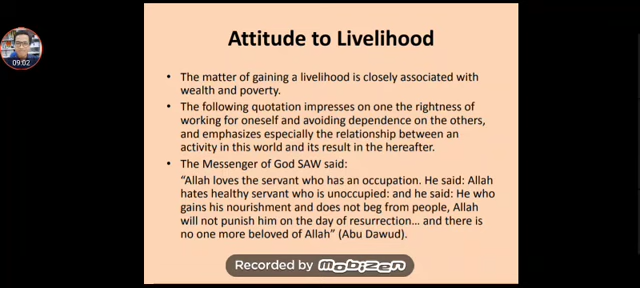 Attitude to Livelihood
09:02
• The matter of gaining a livelihood is closely associated with
wealth and poverty.
• The following quotation impresses on one the rightness of
working for oneself and avoiding dependence on the others,
and emphasizes especially the relationship between an
activity in this world and its result in the hereafter.
• The Messenger of God SAW said:
“Allah loves the servant who has an occupation. He said: Allah
hates healthy servant who is unoccupied: and he said: He who
gains his nourishment and does not beg from people, Allah
will not punish him on the day of resurrection... and there is
no one more beloved of Allah” (Abu Dawud).
Recorded by mobizen